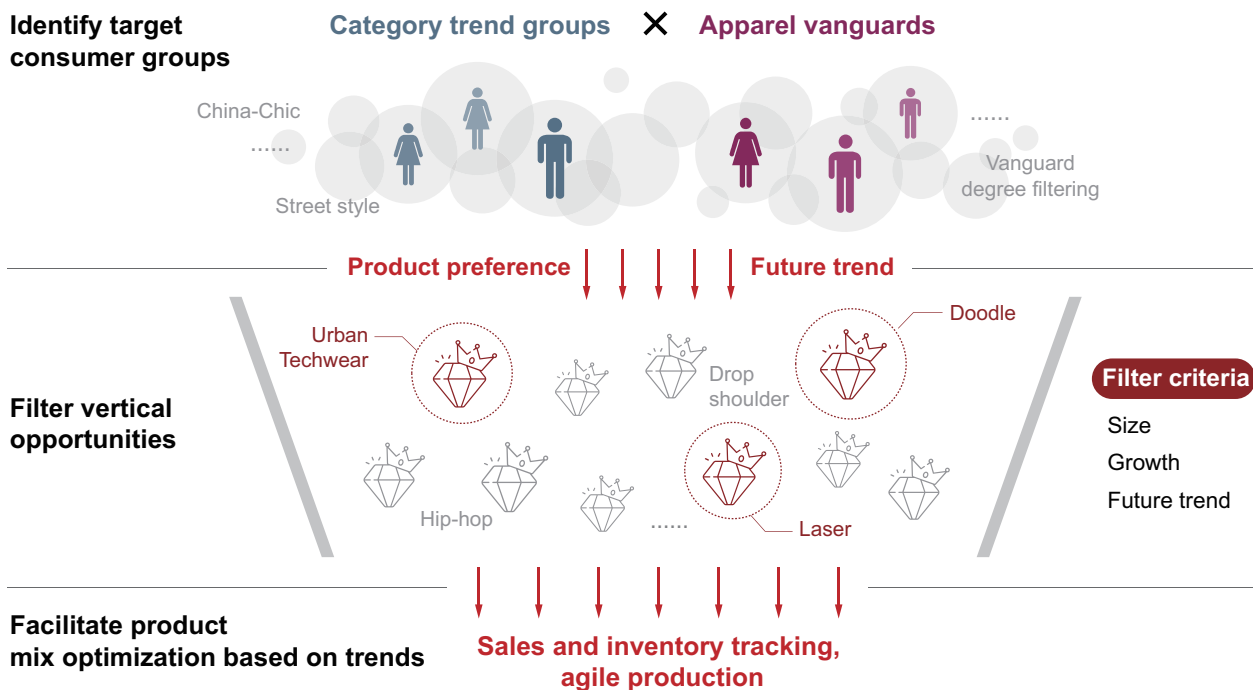 Identify target
consumer groups
Category trend groups × Apparel vanguards
China-Chic
......
Street style
......
Vanguard
degree filtering
Product preference
Future trend
Urban
Techwear
Doodle
Drop
shoulder
Filter vertical
opportunities
Hip-hop
......
Laser
Filter criteria
Size
Growth
Future trend
Facilitate product
mix optimization based on trends
Sales and inventory tracking,
agile production